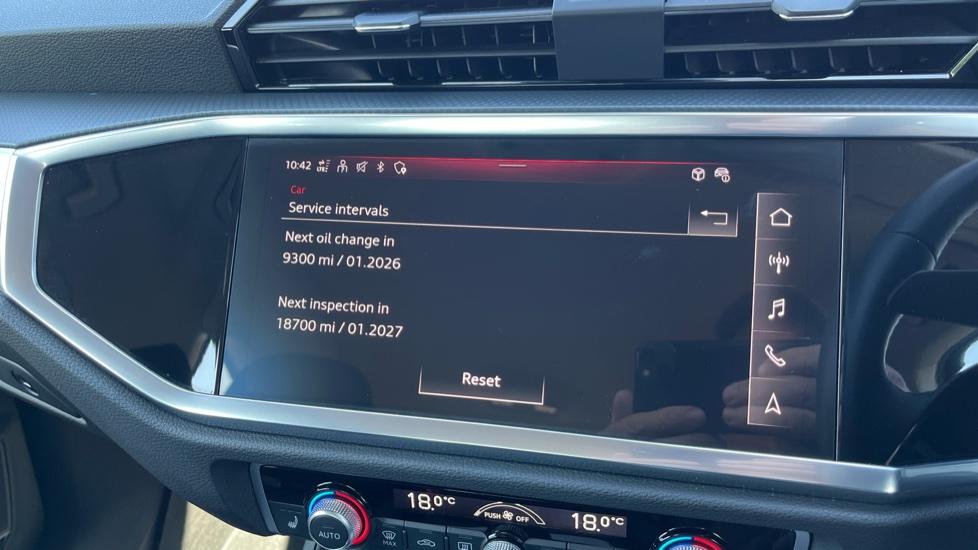 10:42
Car
Service intervals
Next oil change in
9300 mi / 01.2026
Next inspection in
18700 mi / 01.2027
Reset
18.0°C
PUSH OFF
18.0°C
AUTO
MAX